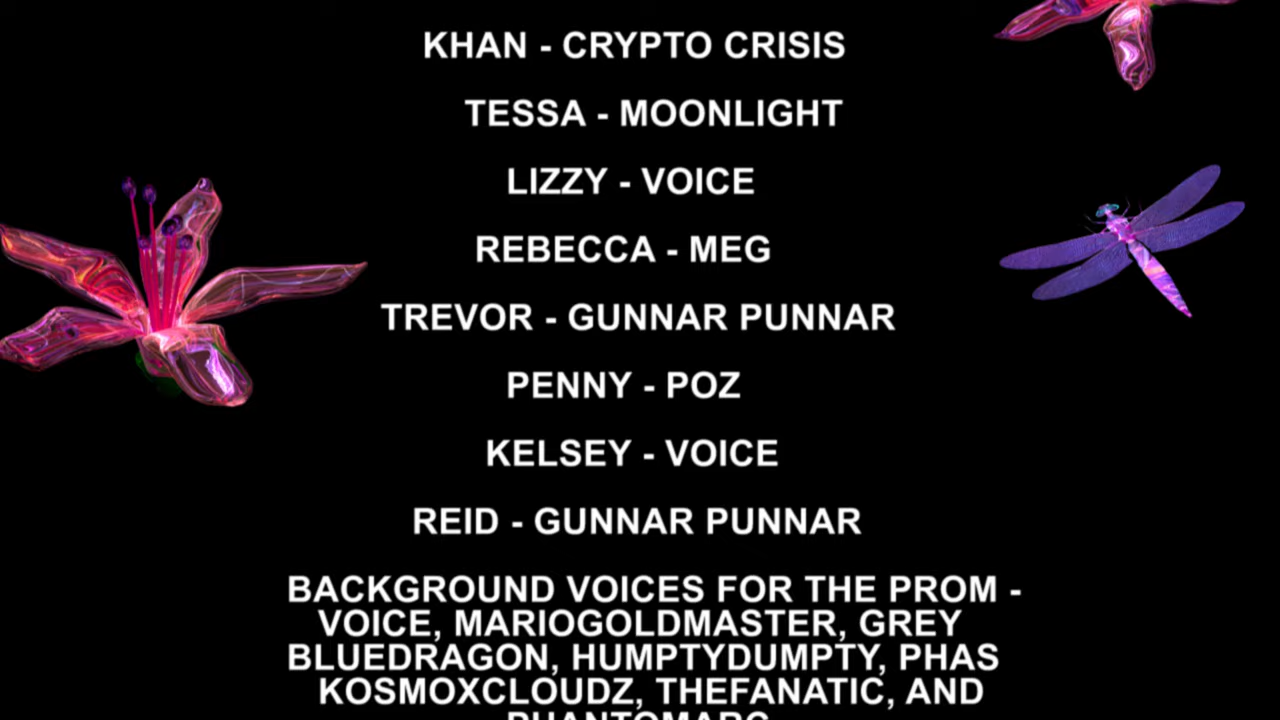 KHAN - CRYPTO CRISIS
TESSA - MOONLIGHT
LIZZY - VOICE
REBECCA - MEG
TREVOR - GUNNAR PUNNAR
PENNY - POZ
KELSEY - VOICE
REID - GUNNAR PUNNAR
BACKGROUND VOICES FOR THE PROM -
VOICE, MARIOGOLDMASTER, GREY
BLUEDRAGON, HUMPTYDUMPTY, PHAS
KOSMOXCLOUDZ, THEFANATIC, AND